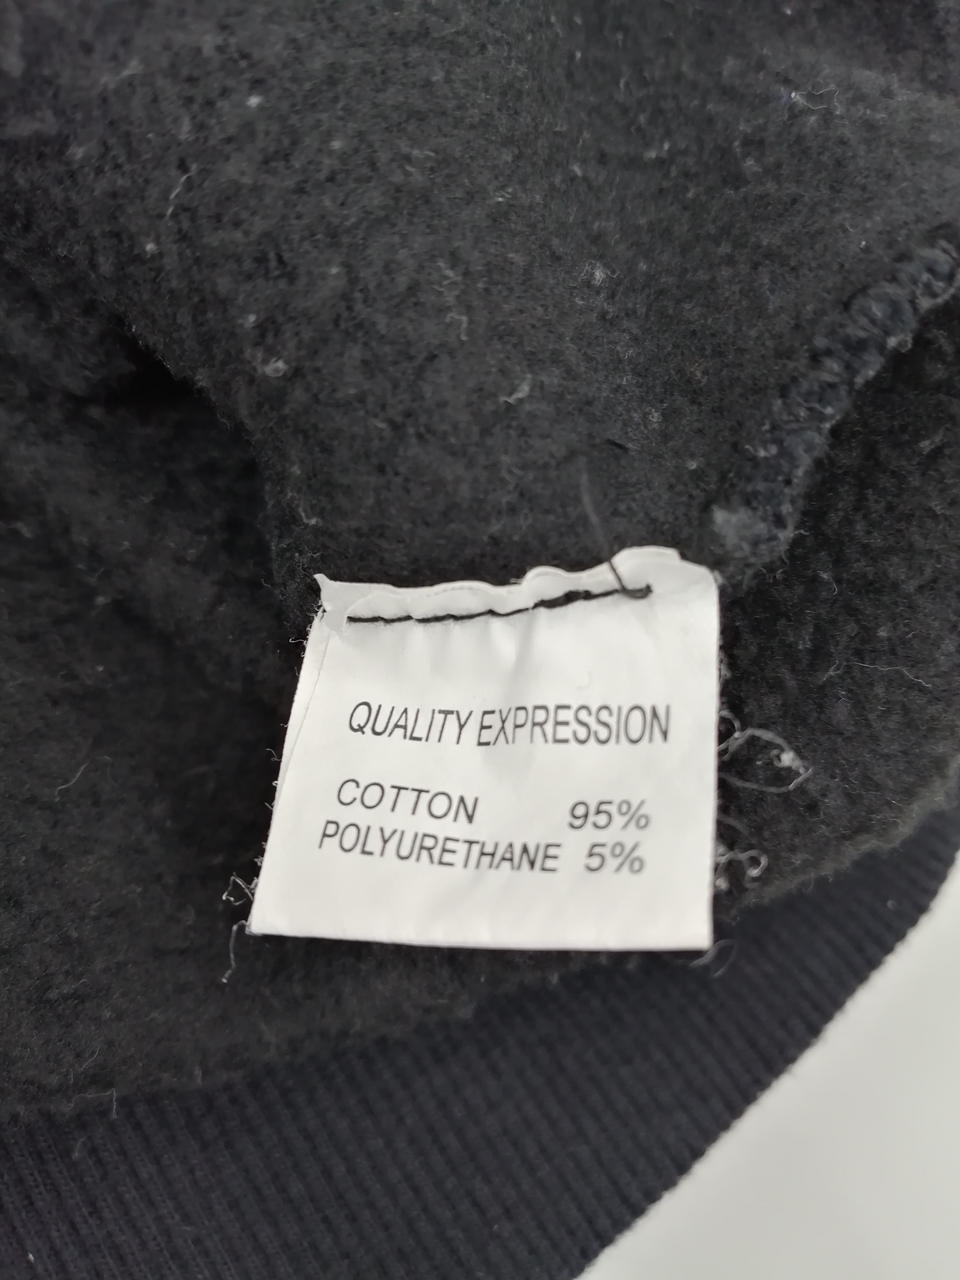 QUALITY EXPRESSION
COTTON 95%
POLYURETHANE 5%